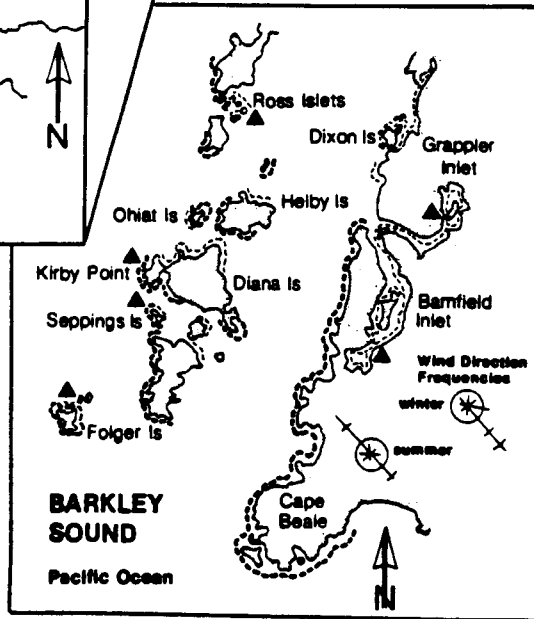 N
Ross Islets
Dixon Is
Grappler
Inlet
Helby Is
Ohiat Is
Kirby Point
Diana Is
Seppings Is
Bamfield
Inlet
Wind Direction
Frequencies
winter
summer
Folger Is
Cape
Beale
BARKLEY
SOUND
Pacific Ocean
N